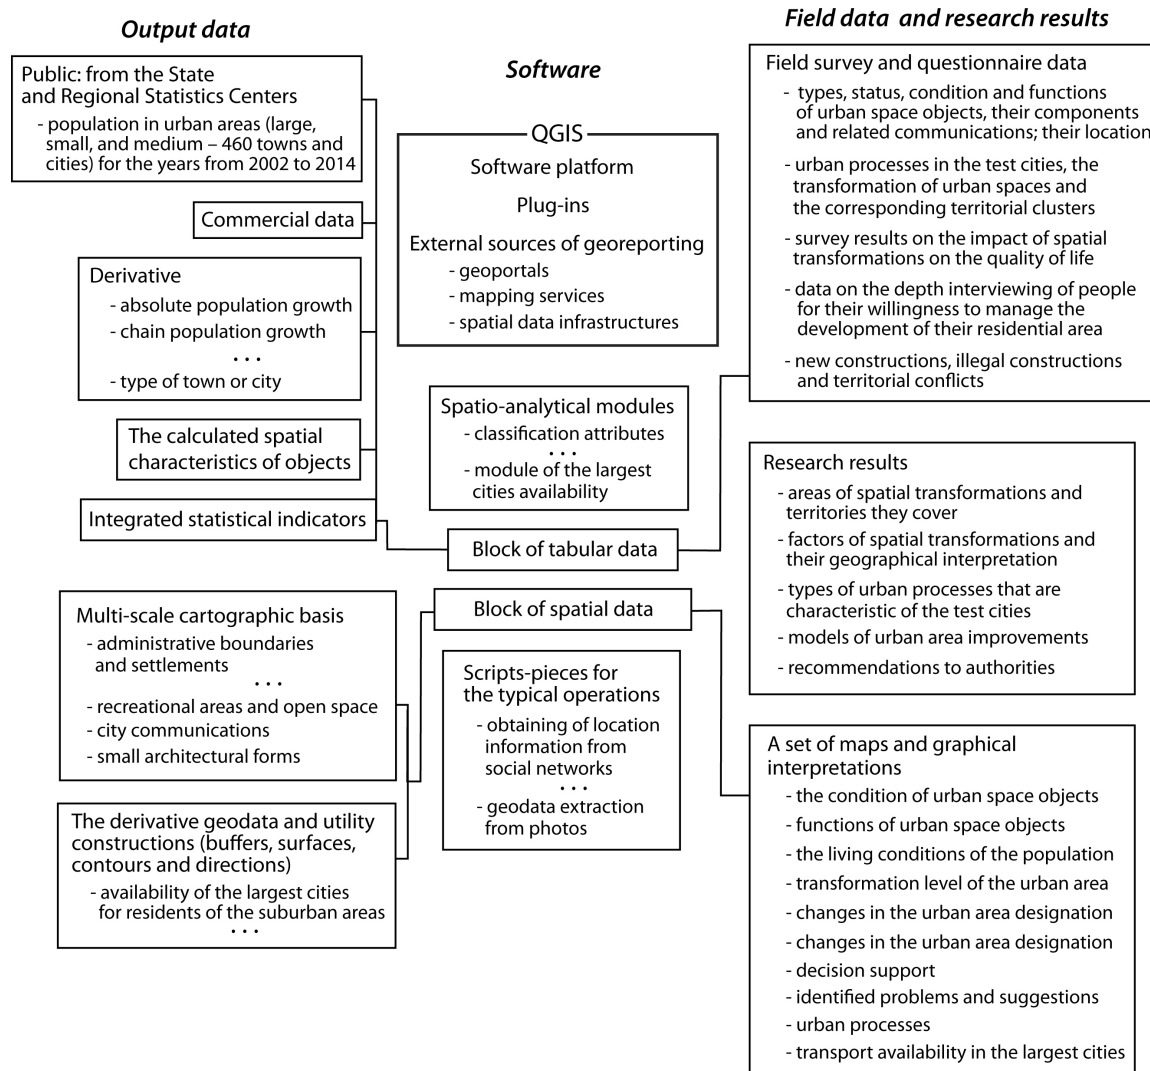 Output data
Public: from the State
and Regional Statistics Centers
- population in urban areas (large,
small, and medium – 460 towns and
cities) for the years from 2002 to 2014
Commercial data
Derivative
- absolute population growth
- chain population growth
. . .
- type of town or city
The calculated spatial
characteristics of objects
Integrated statistical indicators
Multi-scale cartographic basis
- administrative boundaries
and settlements
. . .
- recreational areas and open space
- city communications
- small architectural forms
The derivative geodata and utility
constructions (buffers, surfaces,
contours and directions)
- availability of the largest cities
for residents of the suburban areas
. . .
Software
QGIS
Software platform
Plug-ins
External sources of georeporting
- geoportals
- mapping services
- spatial data infrastructures
Spatio-analytical modules
- classification attributes
. . .
- module of the largest
cities availability
Block of tabular data
Block of spatial data
Scripts-pieces for
the typical operations
- obtaining of location
information from
social networks
. . .
- geodata extraction
from photos
Field data and research results
Field survey and questionnaire data
- types, status, condition and functions
of urban space objects, their components
and related communications; their location
- urban processes in the test cities, the
transformation of urban spaces and
the corresponding territorial clusters
- survey results on the impact of spatial
transformations on the quality of life
- data on the depth interviewing of people
for their willingness to manage the
development of their residential area
- new constructions, illegal constructions
and territorial conflicts
Research results
- areas of spatial transformations and
territories they cover
- factors of spatial transformations and
their geographical interpretation
- types of urban processes that are
characteristic of the test cities
- models of urban area improvements
- recommendations to authorities
A set of maps and graphical
interpretations
- the condition of urban space objects
- functions of urban space objects
- the living conditions of the population
- transformation level of the urban area
- changes in the urban area designation
- changes in the urban area designation
- decision support
- identified problems and suggestions
- urban processes
- transport availability in the largest cities